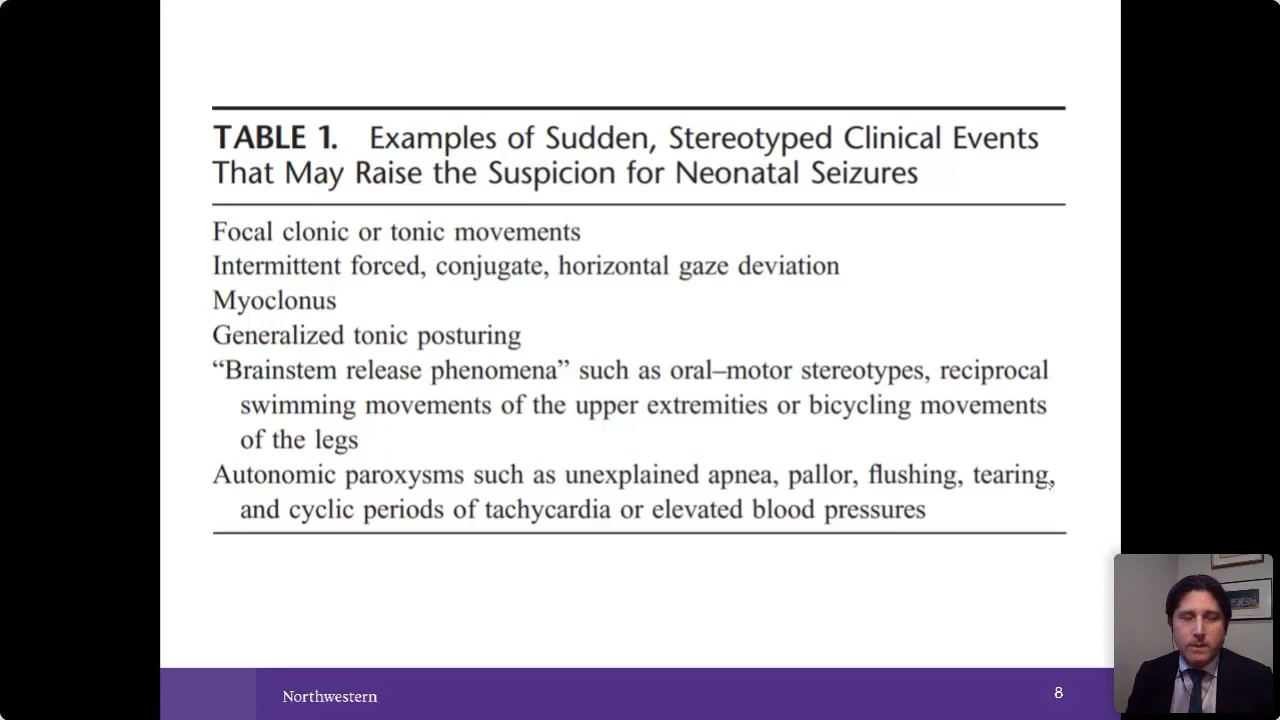 TABLE 1. Examples of Sudden, Stereotyped Clinical Events
That May Raise the Suspicion for Neonatal Seizures
Focal clonic or tonic movements
Intermittent forced, conjugate, horizontal gaze deviation
Myoclonus
Generalized tonic posturing
“Brainstem release phenomena” such as oral–motor stereotypes, reciprocal
swimming movements of the upper extremities or bicycling movements
of the legs
Autonomic paroxysms such as unexplained apnea, pallor, flushing, tearing,
and cyclic periods of tachycardia or elevated blood pressures
Northwestern
8